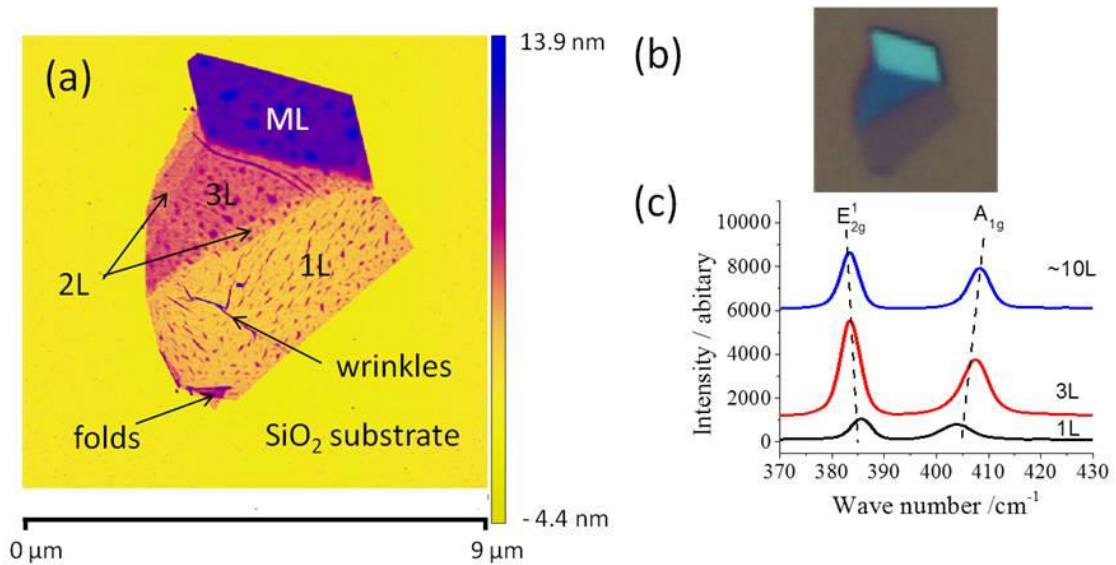 (a)
ML
3L
2L
1L
wrinkles
folds
SiO2 substrate
0 µm
9 µm
13.9 nm
- 4.4 nm
(b)
(c)
E12g
A1g
~10L
3L
1L
Intensity / abitary
10000
8000
6000
4000
2000
0
370 380 390 400 410 420 430
Wave number /cm-1